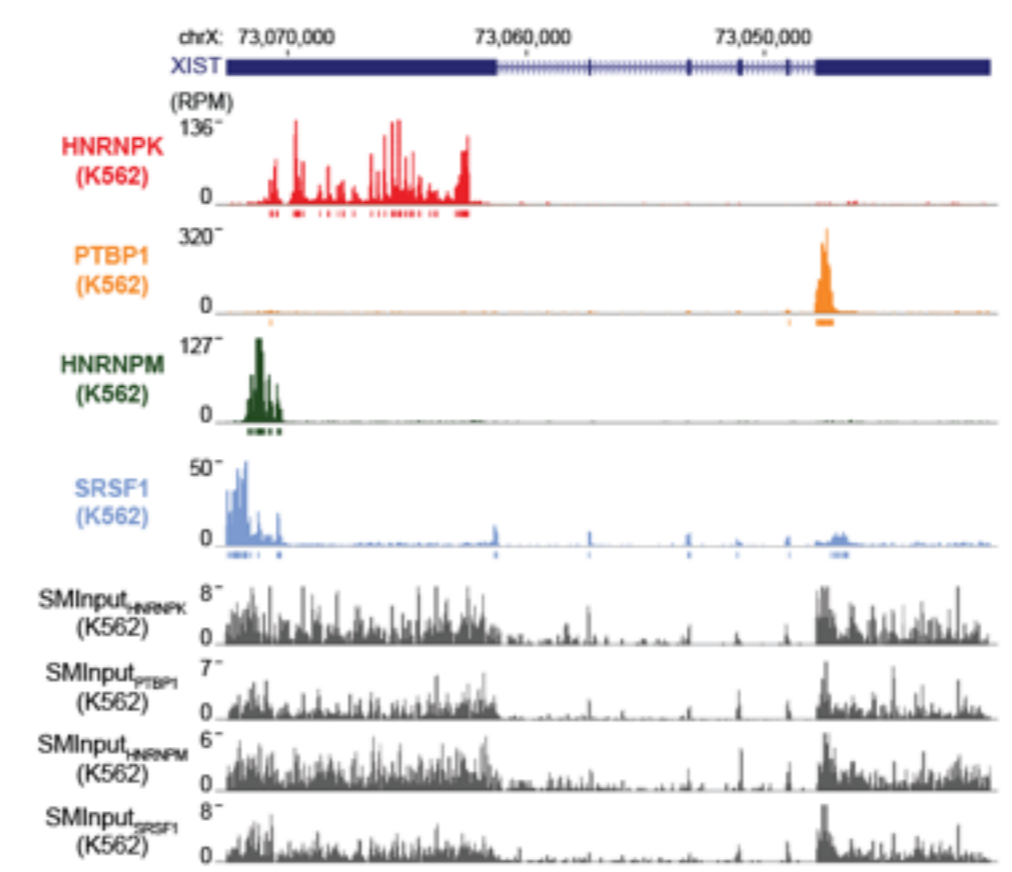 chrX: 73,070,000 73,060,000 73,050,000
XIST
(RPM)
HNRNPK
(K562)
136
0
PTBP1
(K562)
320
0
HNRNPM
(K562)
127
0
SRSF1
(K562)
50
0
SMInputHNRNPK
(K562)
8
0
SMInputPTBP1
(K562)
7
0
SMInputHNRNPM
(K562)
6
0
SMInputSRSF1
(K562)
8
0